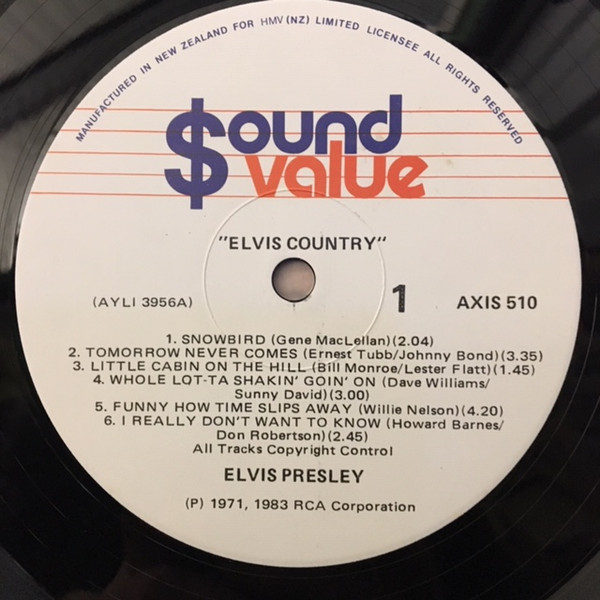 MANUFACTURED IN NEW ZEALAND FOR HMV (NZ) LIMITED LICENSEE ALL RIGHTS RESERVED
$ound
value
"ELVIS COUNTRY"
(AYLI 3956A)
1
AXIS 510
1. SNOWBIRD (Gene MacLellan)(2.04)
2. TOMORROW NEVER COMES (Ernest Tubb/Johnny Bond)(3.35)
3. LITTLE CABIN ON THE HILL (Bill Monroe/Lester Flatt)(1.45)
4. WHOLE LOT-TA SHAKIN' GOIN' ON (Dave Williams/
Sunny David)(3.00)
5. FUNNY HOW TIME SLIPS AWAY (Willie Nelson)(4.20)
6. I REALLY DON'T WANT TO KNOW (Howard Barnes/
Don Robertson)(2.45)
All Tracks Copyright Control
ELVIS PRESLEY
(P) 1971, 1983 RCA Corporation